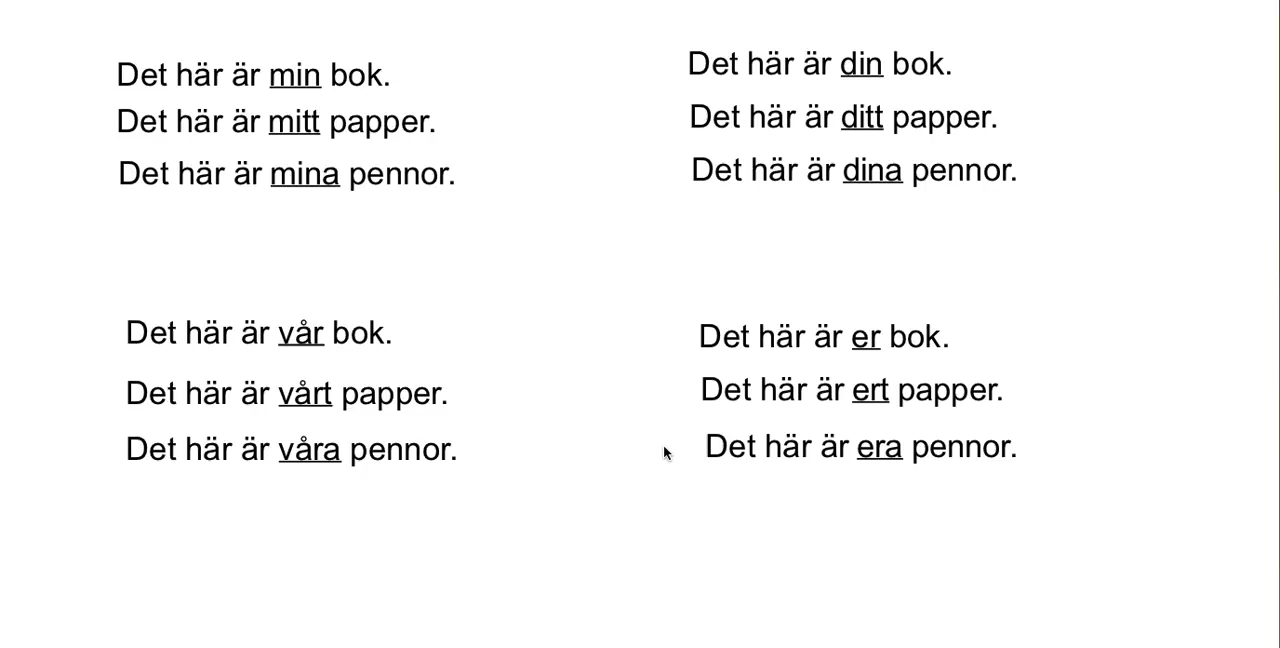 Det här är min bok.
Det här är mitt papper.
Det här är mina pennor.
Det här är din bok.
Det här är ditt papper.
Det här är dina pennor.
Det här är vår bok.
Det här är vårt papper.
Det här är våra pennor.
Det här är er bok.
Det här är ert papper.
Det här är era pennor.